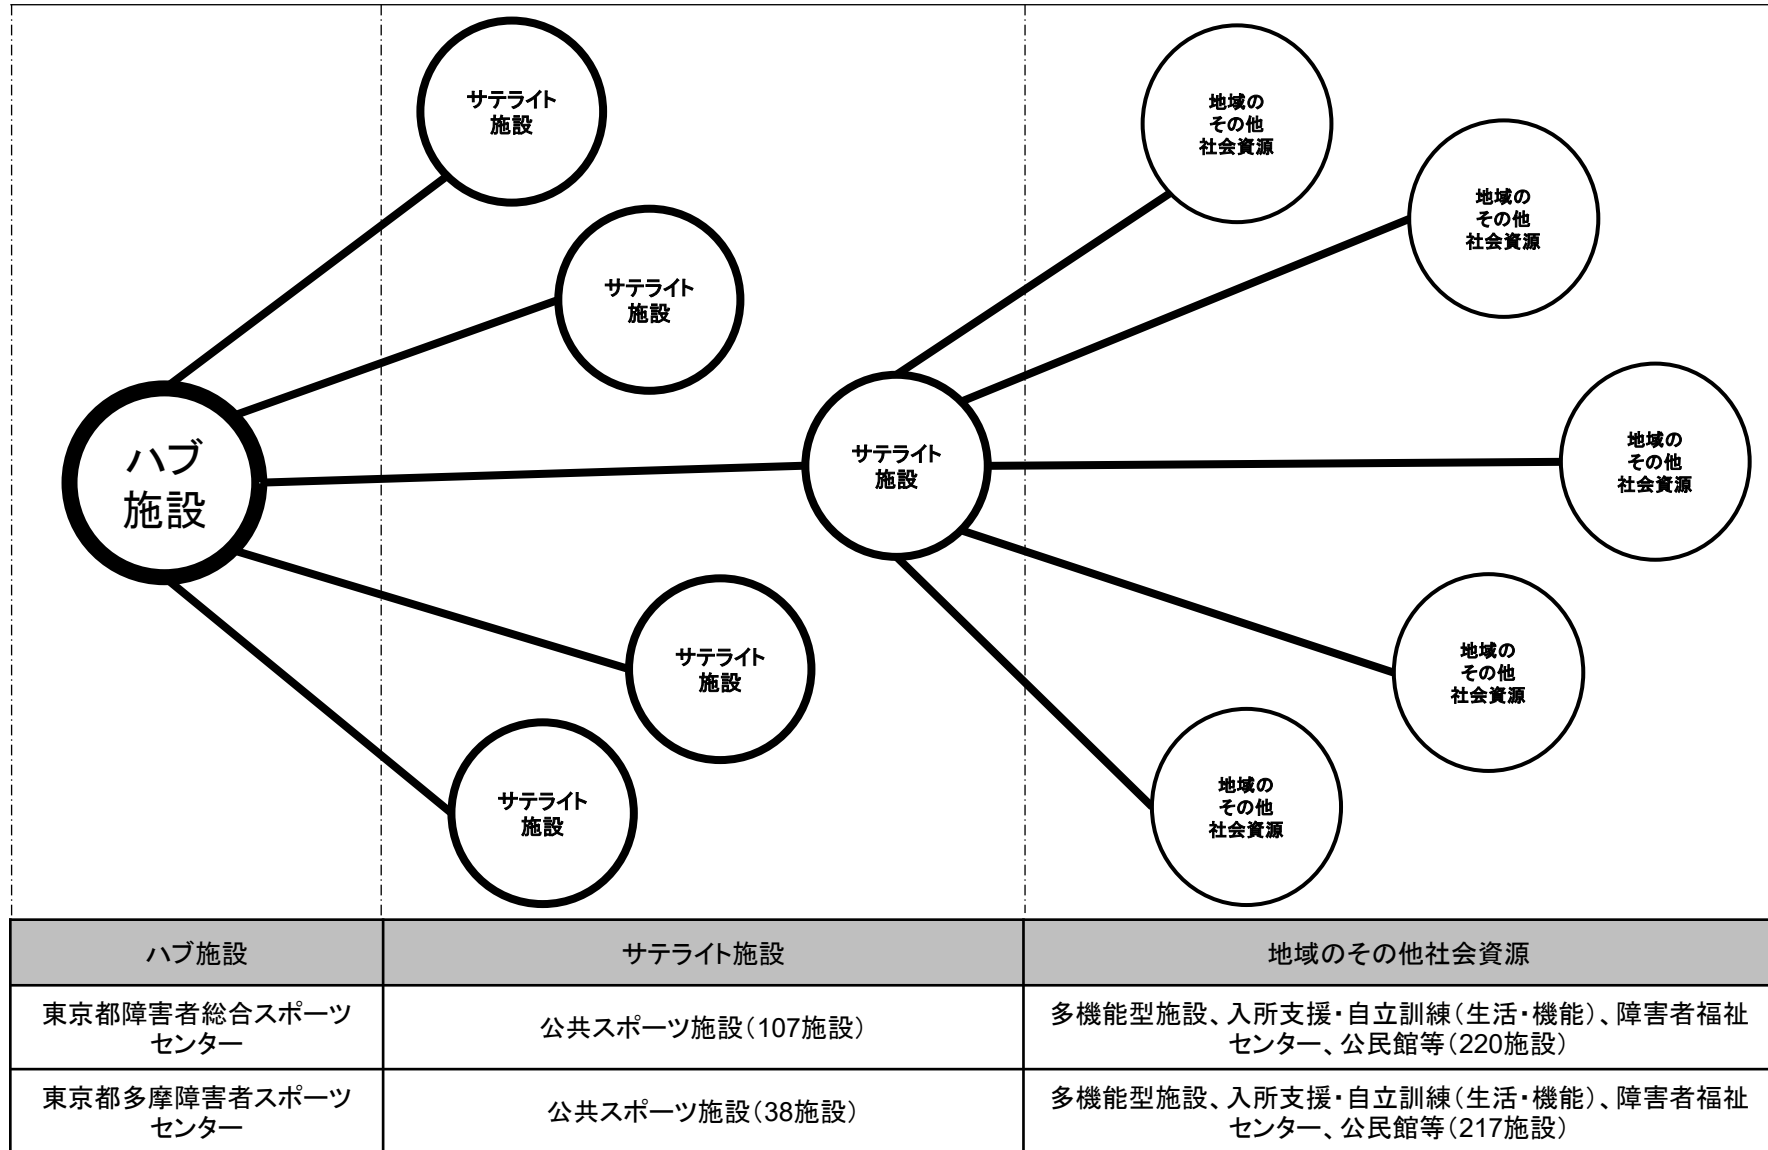 サテライト
施設
地域の
その他
社会資源
地域の
その他
社会資源
サテライト
施設
ハブ
施設
サテライト
施設
地域の
その他
社会資源
サテライト
施設
地域の
その他
社会資源
サテライト
施設
地域の
その他
社会資源
ハブ施設
サテライト施設
地域のその他社会資源
東京都障害者総合スポーツ
センター
公共スポーツ施設(107施設)
多機能型施設、入所支援・自立訓練(生活・機能)、障害者福祉
センター、公民館等(220施設)
東京都多摩障害者スポーツ
センター
公共スポーツ施設(38施設)
多機能型施設、入所支援・自立訓練(生活・機能)、障害者福祉
センター、公民館等(217施設)